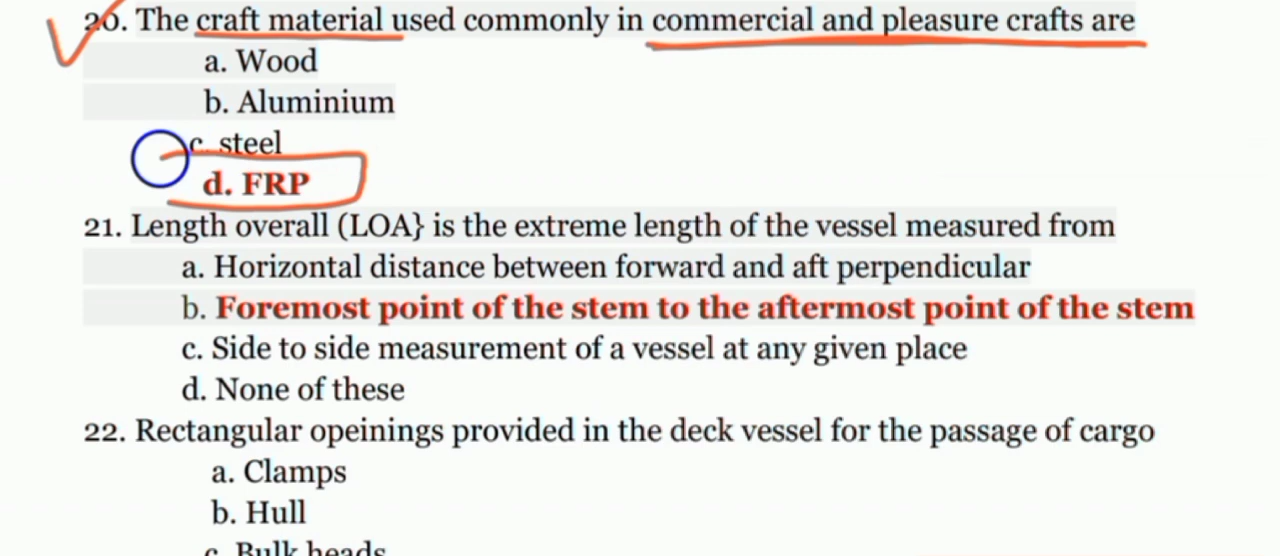 20. The craft material used commonly in commercial and pleasure crafts are
a. Wood
b. Aluminium
c. steel
d. FRP
21. Length overall (LOA} is the extreme length of the vessel measured from
a. Horizontal distance between forward and aft perpendicular
b. Foremost point of the stem to the aftermost point of the stem
c. Side to side measurement of a vessel at any given place
d. None of these
22. Rectangular opeinings provided in the deck vessel for the passage of cargo
a. Clamps
b. Hull
c. Bulk heads